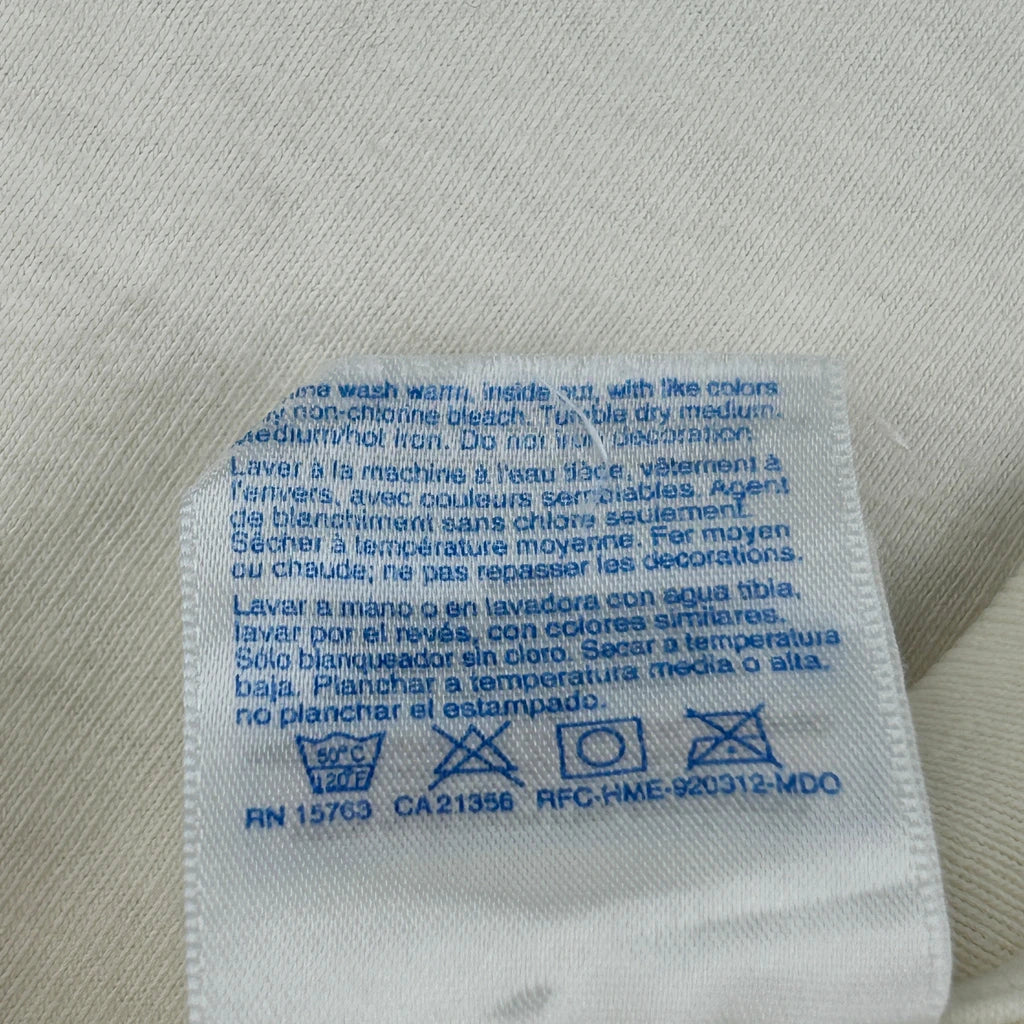 wash warm, inside out, with like colors
non-chlorine bleach. Tumble dry medium.
Medium/hot iron. Do not iron decoration
Laver à la machine à l'eau tiède, vêtement à
l'envers, avec couleurs semblables. Agent
de blanchiment sans chlore seulement.
Sècher à température moyenne. Fer moyen
ou chaude; ne pas repasser les decorations.
Lavar a mano o en lavadora con agua tibia,
lavar por el revés, con colores similares.
Sólo blanqueador sin cloro. Secar a temperatura
baja. Planchar a temperatura media o alta.
no planchar el estampado.
50°C
120°F
RN 15763 CA 21356 RFC-HME-920312-MDO